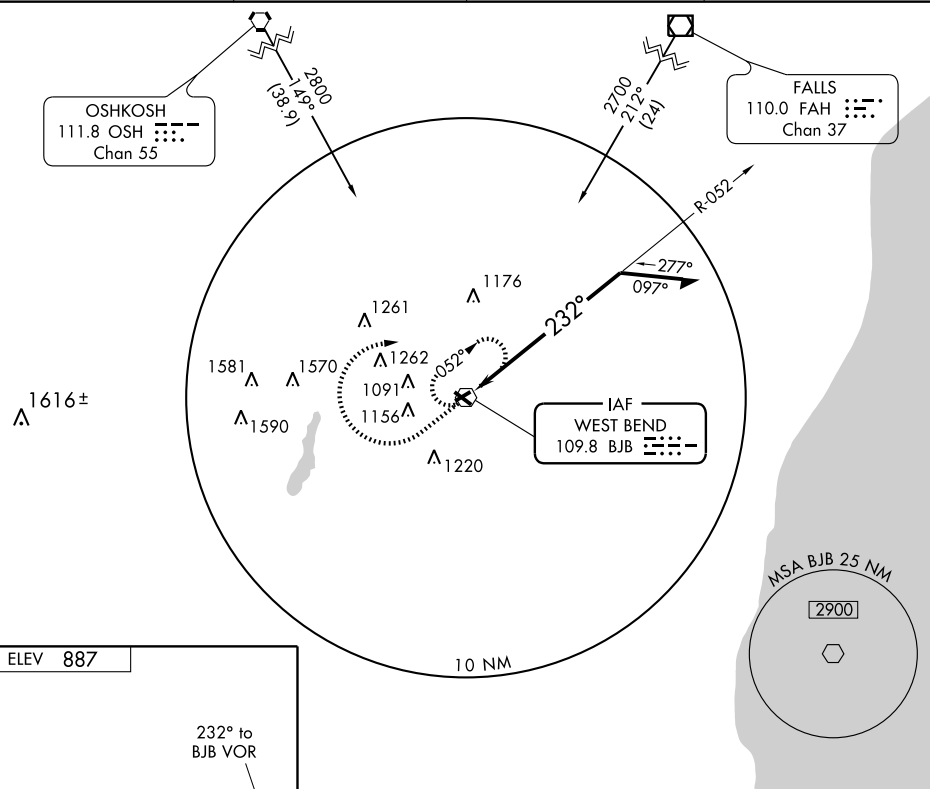 2800
149°
(38.9)
OSHKOSH
111.8 OSH
Chan 55
2700
212°
(24)
FALLS
110.0 FAH
Chan 37
R-052
277°
097°
232°
1176
1261
1262
052°
1581
1570
1091
1616±
1590
1156
1220
IAF
WEST BEND
109.8 BJB
MSA BJB 25 NM
2900
10 NM
ELEV 887
232° to
BJB VOR